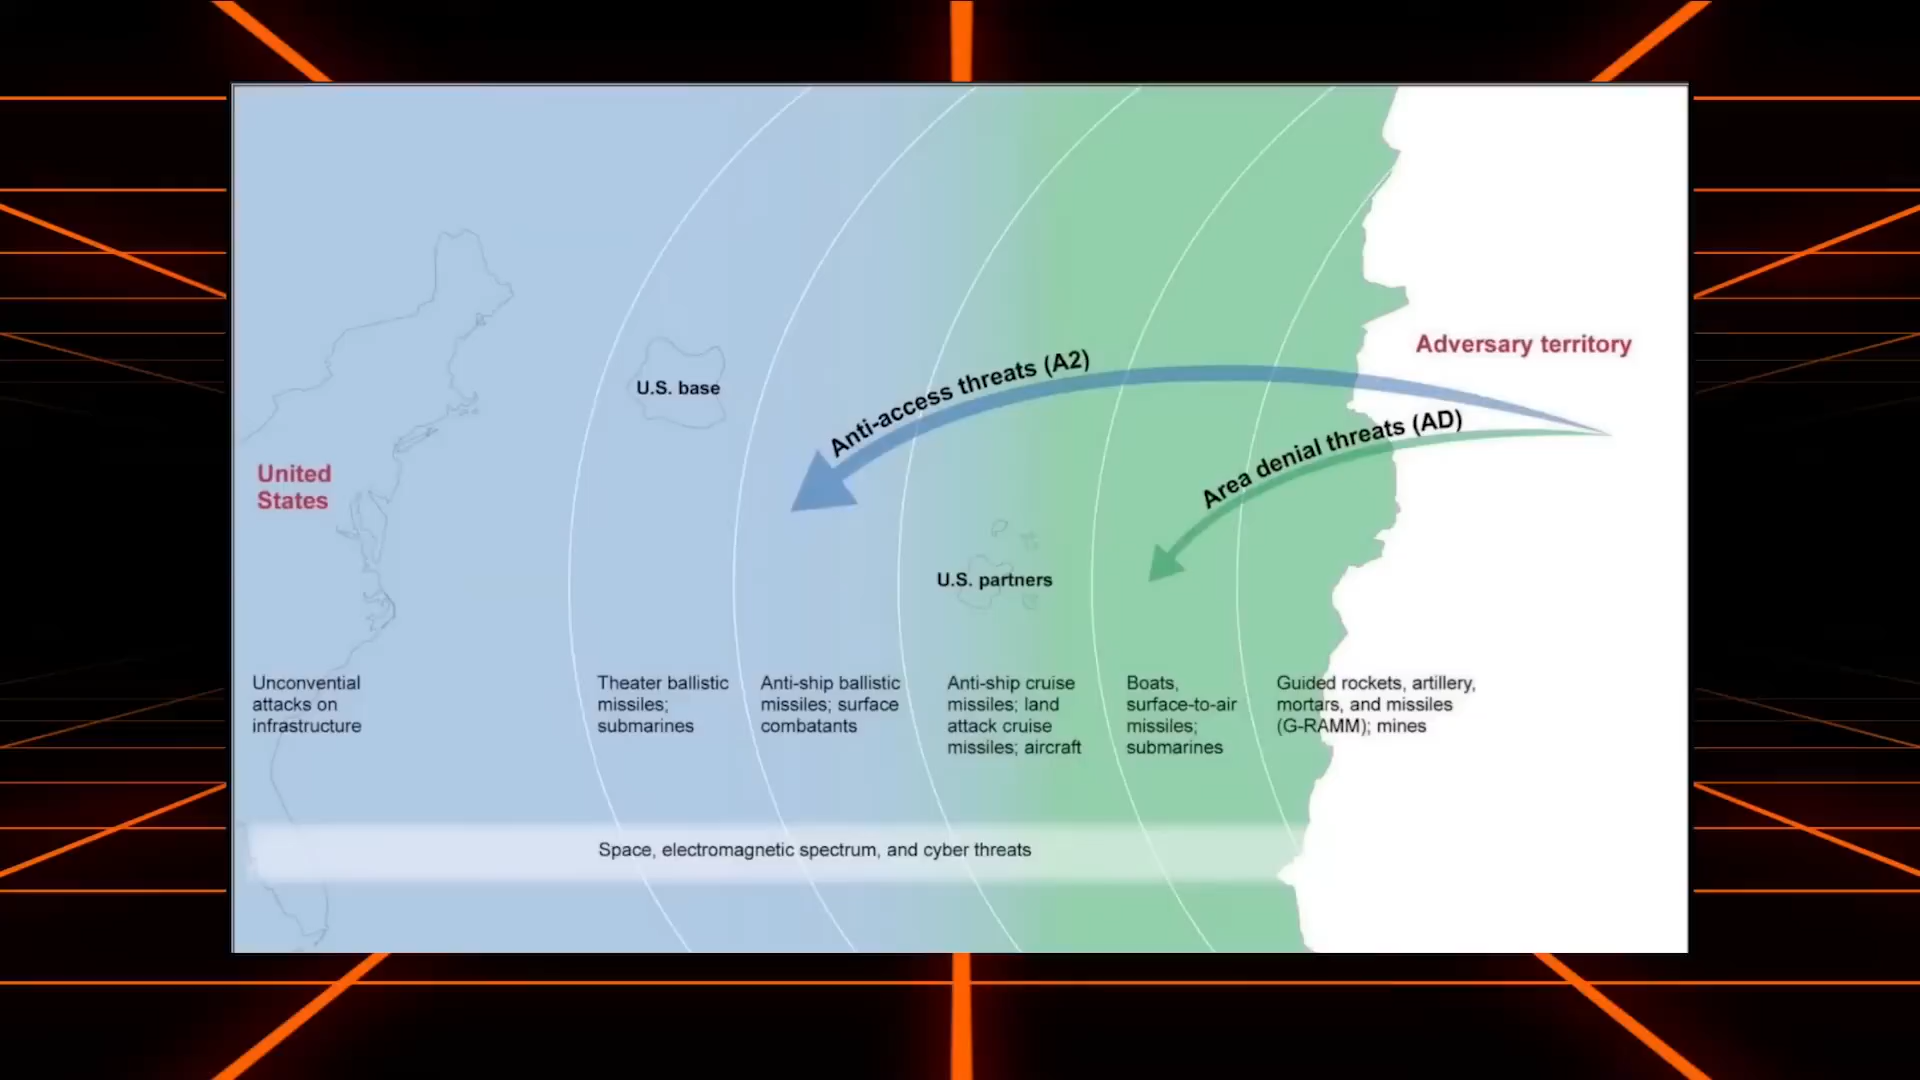 Adversary territory
Anti-access threats (A2)
U.S. base
Area denial threats (AD)
United
States
U.S. partners
Unconvential
attacks on
infrastructure
Theater ballistic
missiles;
submarines
Anti-ship ballistic
missiles; surface
combatants
Anti-ship cruise
missiles; land
attack cruise
missiles; aircraft
Boats,
surface-to-air
missiles;
submarines
Guided rockets, artillery,
mortars, and missiles
(G-RAMM); mines
Space, electromagnetic spectrum, and cyber threats